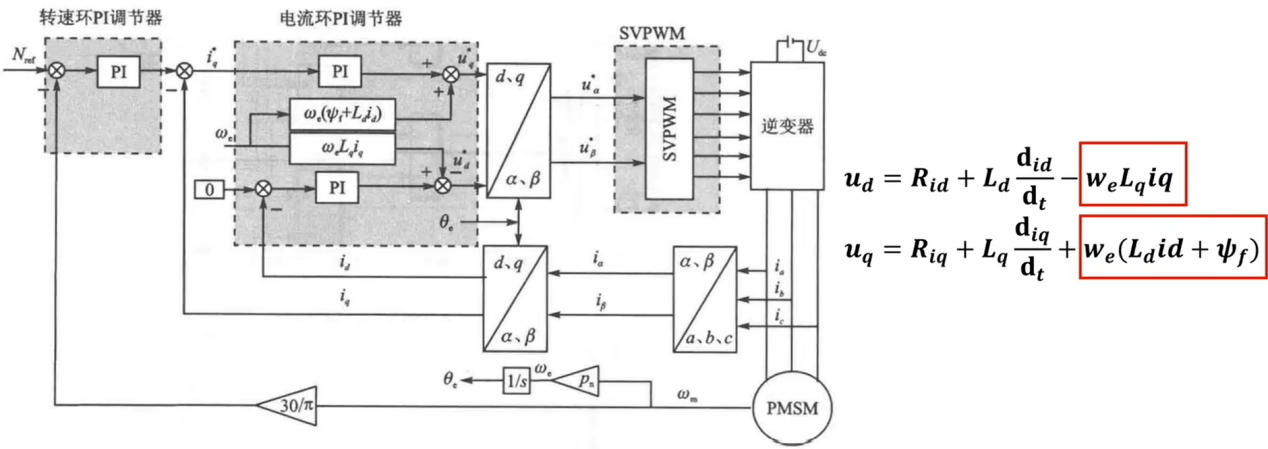 转速环PI调节器
电流环PI调节器
SVPWM
U_dc
N_ref
PI
i_q^*
PI
u_q^*
d、q
α、β
u_α^*
u_β^*
SVPWM
逆变器
ω_e(ψ_f+L_d i_d)
ω_e
ω_e L_q i_q
u_d^*
0
PI
θ_e
i_d
i_q
d、q
α、β
i_α
i_β
α、β
a、b、c
i_a
i_b
i_c
θ_e
1/s
ω_e
p_n
30/π
ω_m
PMSM
u_d = R_id + L_d d_id/d_t − w_e L_q iq
u_q = R_iq + L_q d_iq/d_t + w_e(L_d id + ψ_f)